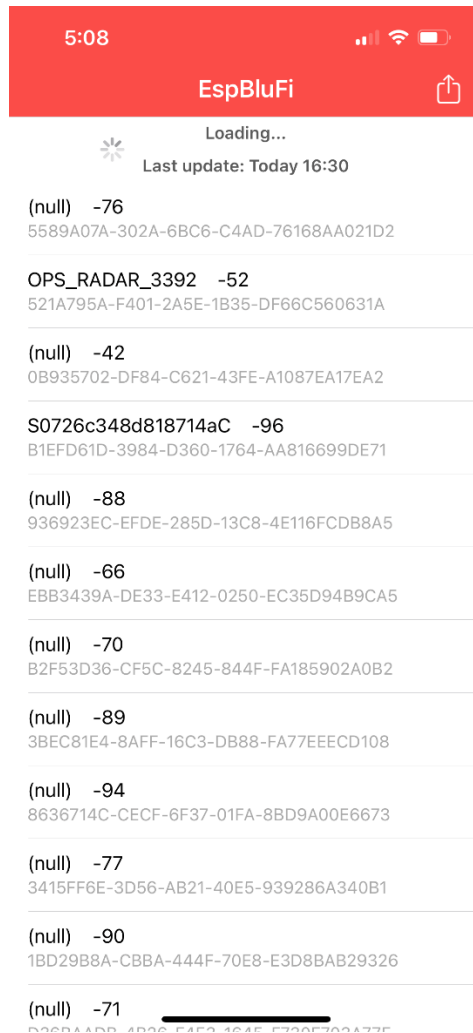 5:08
EspBluFi
Loading...
Last update: Today 16:30
(null) -76
5589A07A-302A-6BC6-C4AD-76168AA021D2
OPS_RADAR_3392 -52
521A795A-F401-2A5E-1B35-DF66C560631A
(null) -42
0B935702-DF84-C621-43FE-A1087EA17EA2
S0726c348d818714aC -96
B1EFD61D-3984-D360-1764-AA816699DE71
(null) -88
936923EC-EFDE-285D-13C8-4E116FCDB8A5
(null) -66
EBB3439A-DE33-E412-0250-EC35D94B9CA5
(null) -70
B2F53D36-CF5C-8245-844F-FA185902A0B2
(null) -89
3BEC81E4-8AFF-16C3-DB88-FA77EEECD108
(null) -94
8636714C-CECF-6F37-01FA-8BD9A00E6673
(null) -77
3415FF6E-3D56-AB21-40E5-939286A340B1
(null) -90
1BD29B8A-CBBA-444F-70E8-E3D8BAB29326
(null) -71